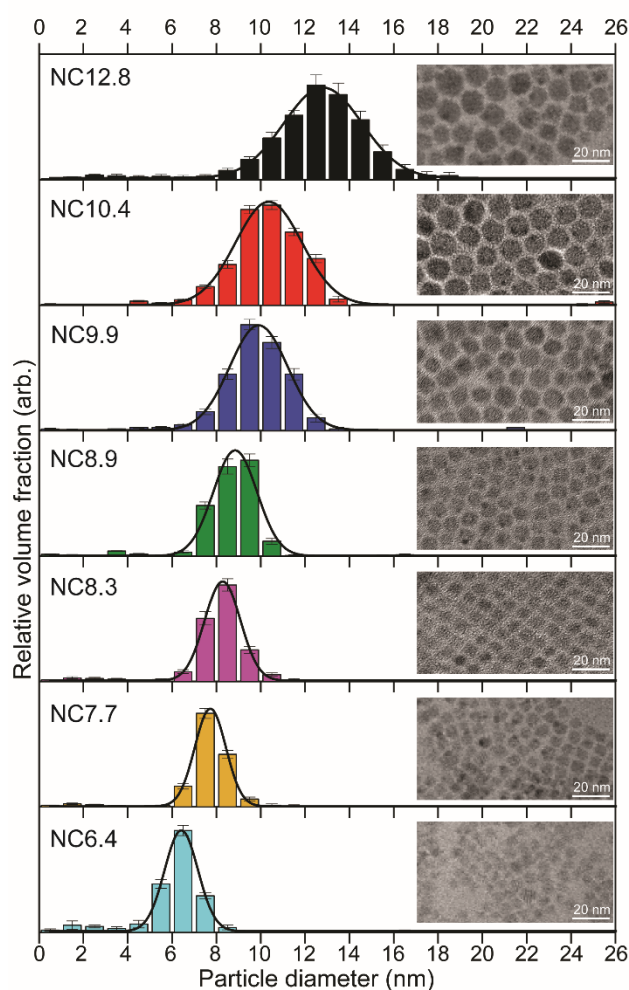 0 2 4 6 8 10 12 14 16 18 20 22 24 26
NC12.8
20 nm
NC10.4
20 nm
NC9.9
20 nm
NC8.9
20 nm
NC8.3
20 nm
NC7.7
20 nm
NC6.4
20 nm
0 2 4 6 8 10 12 14 16 18 20 22 24 26
Particle diameter (nm)
Relative volume fraction (arb.)